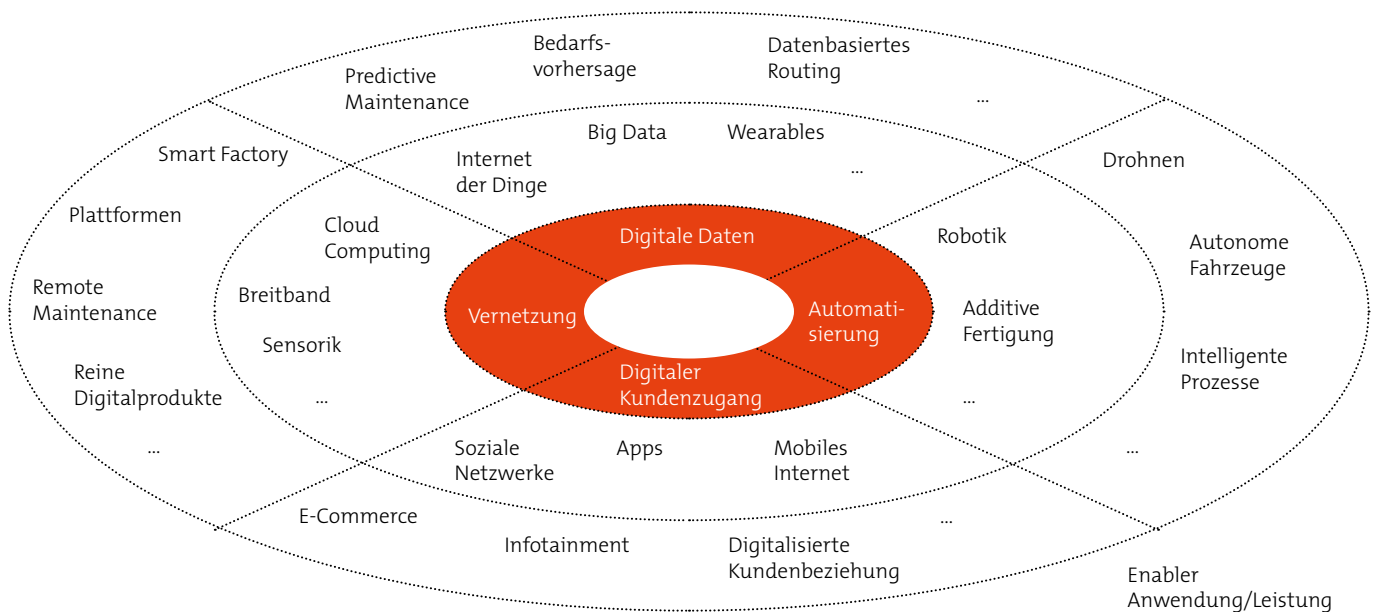 Bedarfs-
vorhersage
Datenbasiertes
Routing
Predictive
Maintenance
...
Big Data
Wearables
Smart Factory
Internet
der Dinge
...
Drohnen
Plattformen
Cloud
Computing
Digitale Daten
Robotik
Autonome
Fahrzeuge
Remote
Maintenance
Breitband
Vernetzung
Automati-
sierung
Additive
Fertigung
Sensorik
Reine
Digitalprodukte
...
Digitaler
Kundenzugang
...
Intelligente
Prozesse
...
Soziale
Netzwerke
Apps
Mobiles
Internet
...
E-Commerce
Infotainment
Digitalisierte
Kundenbeziehung
...
Enabler
Anwendung/Leistung